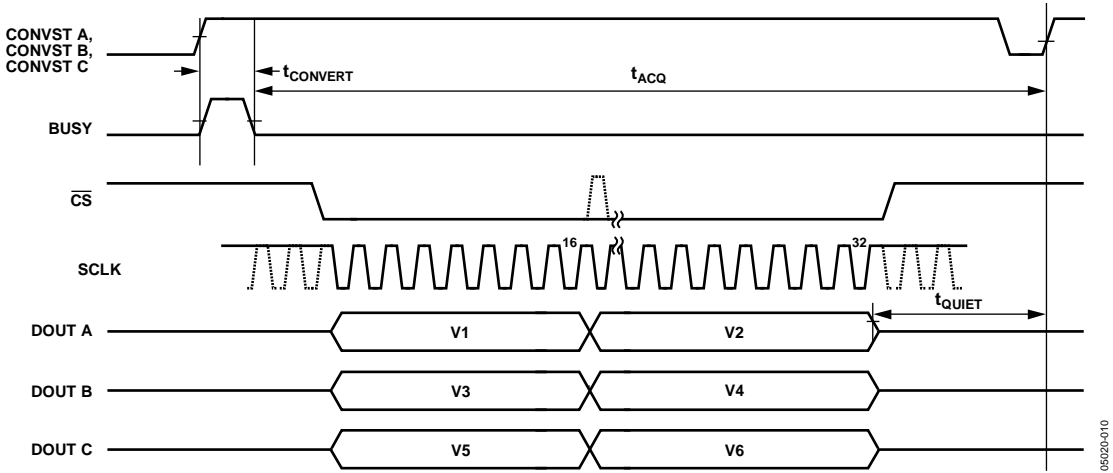 CONVST A,
CONVST B,
CONVST C
tCONVERT
tACQ
BUSY
CS
SCLK
16
32
tQUIET
DOUT A
V1
V2
DOUT B
V3
V4
DOUT C
V5
V6
05020-010